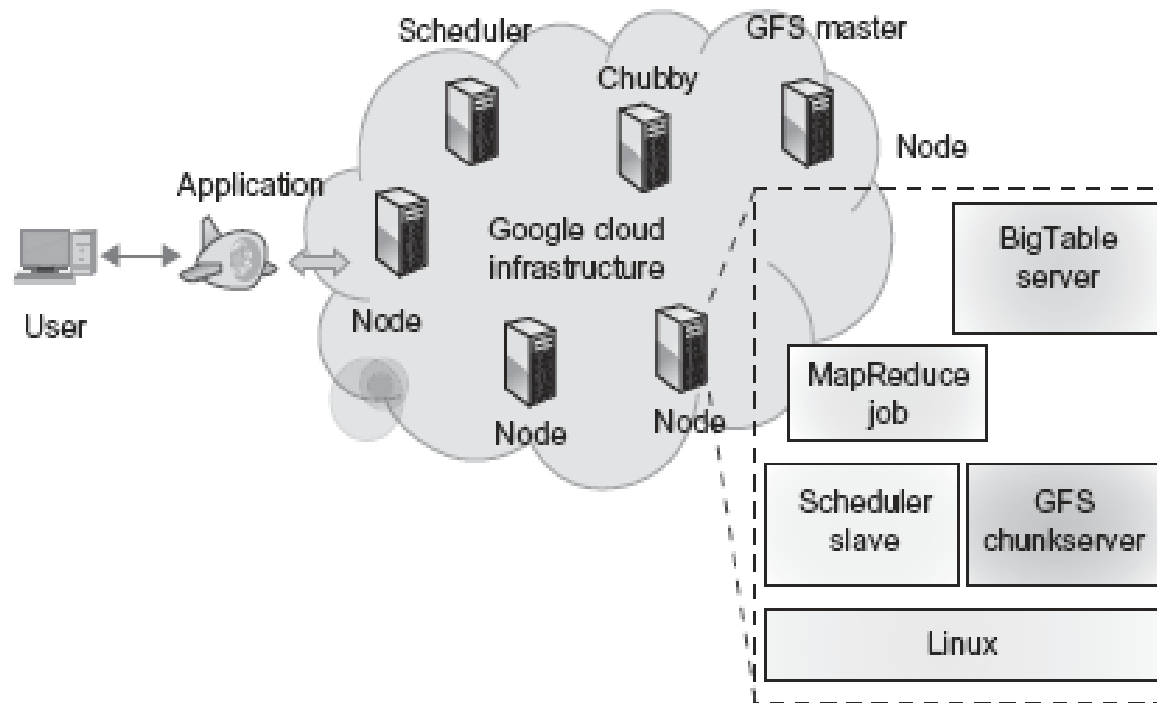 Scheduler
GFS master
Chubby
Node
Application
Google cloud
infrastructure
BigTable
server
User
Node
MapReduce
job
Node
Node
Scheduler
slave
GFS
chunkserver
Linux